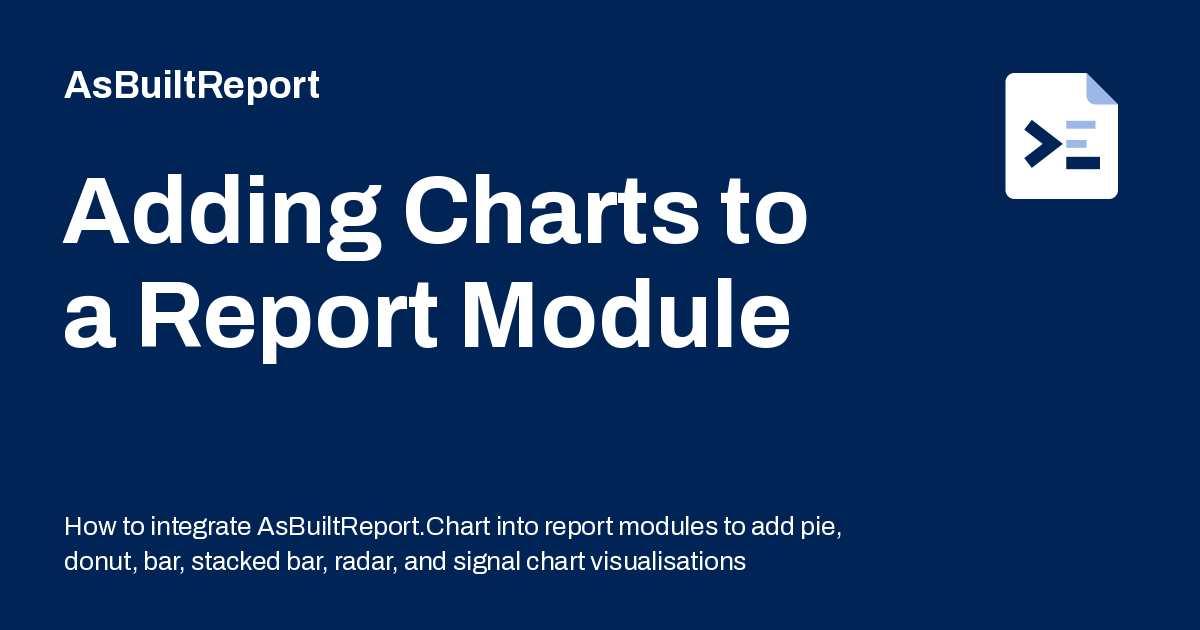 AsBuiltReport
Adding Charts to
a Report Module
How to integrate AsBuiltReport.Chart into report modules to add pie,
donut, bar, stacked bar, radar, and signal chart visualisations